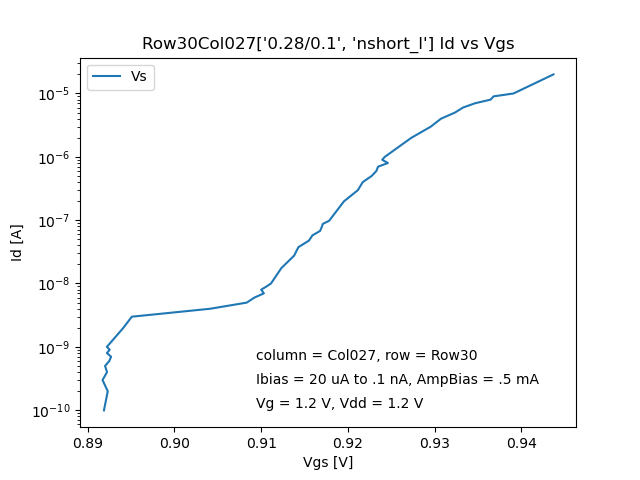 Row30Col027['0.28/0.1', 'nshort_l'] Id vs Vgs
Vs
10⁻⁵
10⁻⁶
10⁻⁷
10⁻⁸
10⁻⁹
10⁻¹⁰
Id [A]
column = Col027, row = Row30
Ibias = 20 uA to .1 nA, AmpBias = .5 mA
Vg = 1.2 V, Vdd = 1.2 V
0.89 0.90 0.91 0.92 0.93 0.94
Vgs [V]